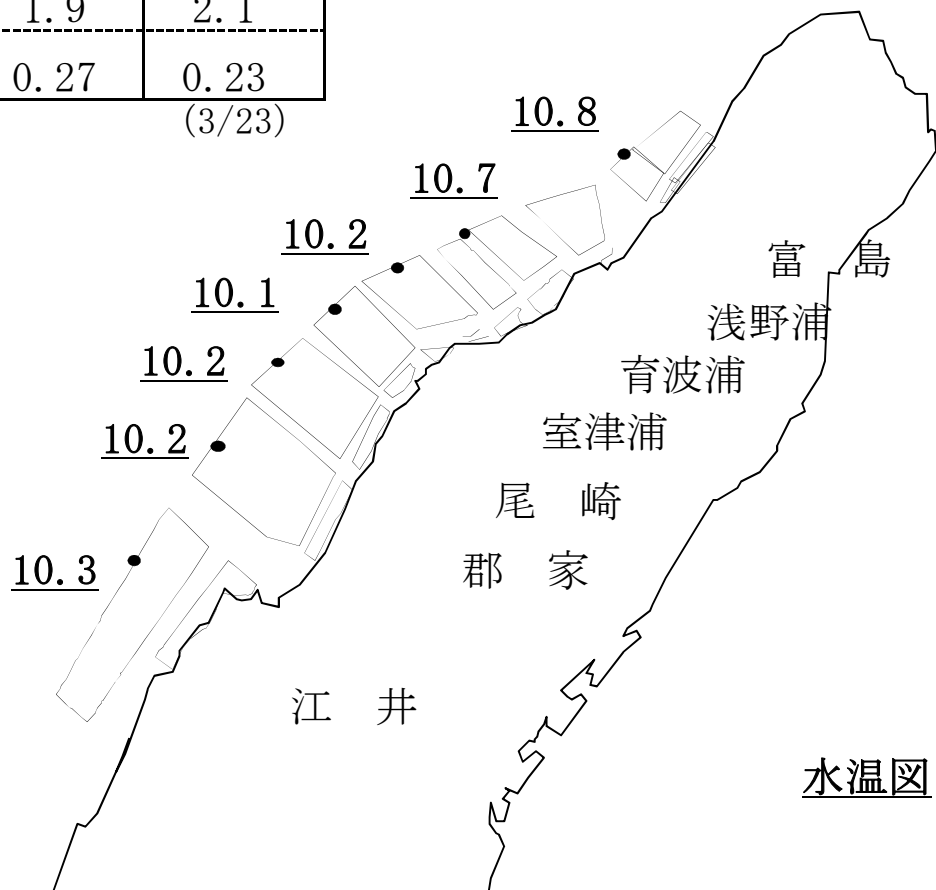 1.9 2.1
0.27 0.23
(3/23)
10.8
10.7
10.2
10.1
10.2
10.2
10.3
富 島
浅野浦
育波浦
室津浦
尾 崎
郡 家
江 井
水温図